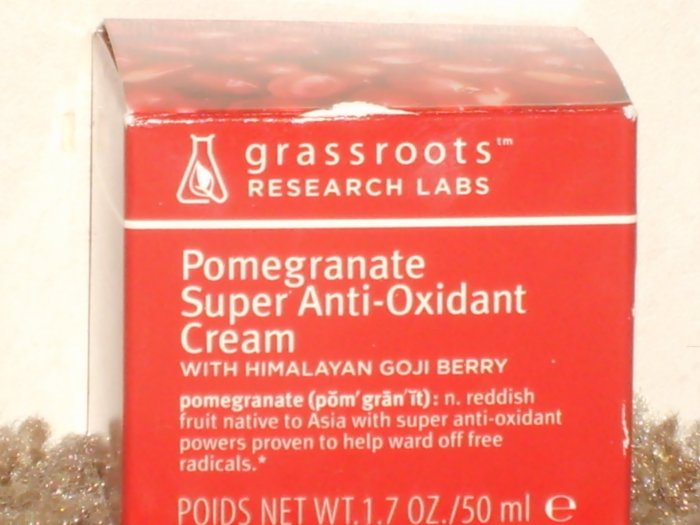 grassroots™
RESEARCH LABS
Pomegranate
Super Anti-Oxidant
Cream
WITH HIMALAYAN GOJI BERRY
pomegranate (pŏm′grăn′ĭt): n. reddish
fruit native to Asia with super anti-oxidant
powers proven to help ward off free
radicals.*
POIDS NET WT.1.7 OZ./50 ml ℮